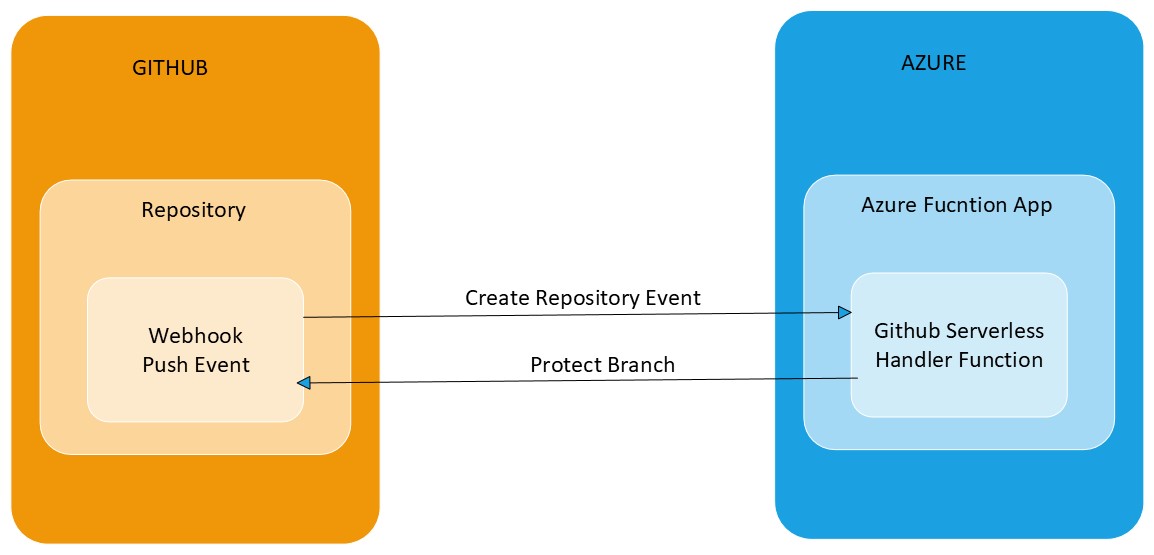 GITHUB
AZURE
Repository
Azure Fucntion App
Create Repository Event
Webhook
Push Event
Github Serverless
Handler Function
Protect Branch